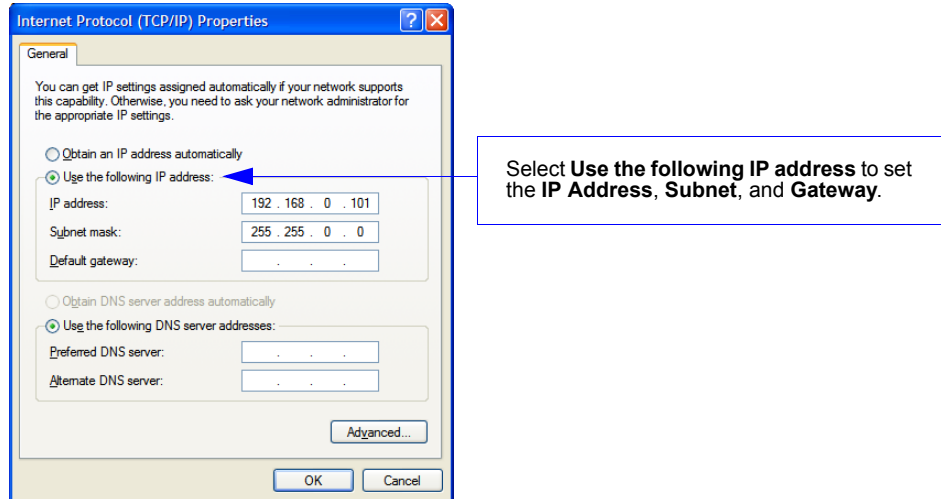 Internet Protocol (TCP/IP) Properties
General
You can get IP settings assigned automatically if your network supports
this capability. Otherwise, you need to ask your network administrator for
the appropriate IP settings.
Obtain an IP address automatically
Use the following IP address:
IP address: 192 . 168 . 0 . 101
Subnet mask: 255 . 255 . 0 . 0
Default gateway: . . .
Obtain DNS server address automatically
Use the following DNS server addresses:
Preferred DNS server: . . .
Alternate DNS server: . . .
Advanced...
OK Cancel
Select Use the following IP address to set
the IP Address, Subnet, and Gateway.